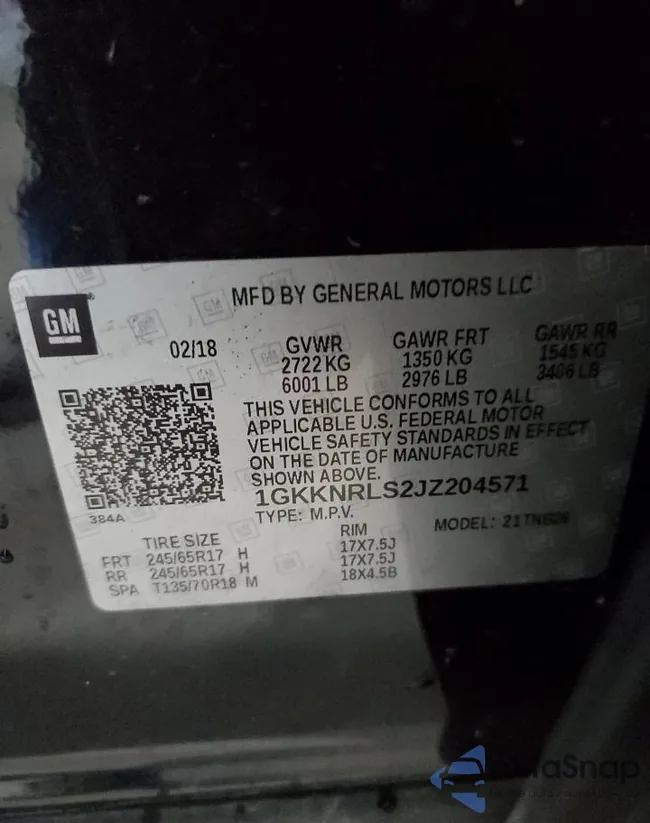 GM
MFD BY GENERAL MOTORS LLC
02/18
GVWR GAWR FRT GAWR RR
2722 KG 1350 KG 1545 KG
6001 LB 2976 LB 3406 LB
THIS VEHICLE CONFORMS TO ALL
APPLICABLE U.S. FEDERAL MOTOR
VEHICLE SAFETY STANDARDS IN EFFECT
ON THE DATE OF MANUFACTURE
SHOWN ABOVE.
1GKKNRLS2JZ204571
384A
TYPE: M.P.V.
MODEL: 21TNB26
TIRE SIZE RIM
FRT 245/65R17 H 17X7.5J
RR 245/65R17 H 17X7.5J
SPA T135/70R18 M 18X4.5B